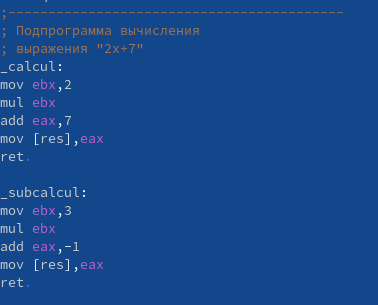 ;------------------------------------------
; Подпрограмма вычисления
; выражения "2x+7"
_calcul:
mov ebx,2
mul ebx
add eax,7
mov [res],eax
ret.
_subcalcul:
mov ebx,3
mul ebx
add eax,-1
mov [res],eax
ret.